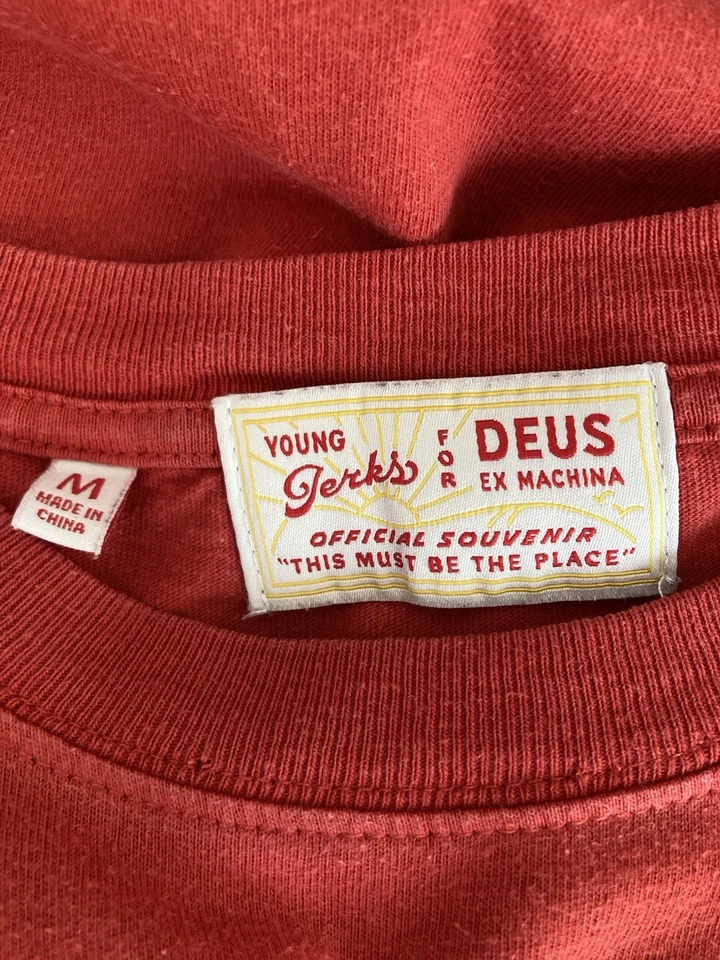 YOUNG
Jerks
FOR
DEUS
EX MACHINA
OFFICIAL SOUVENIR
"THIS MUST BE THE PLACE"
M
MADE IN
CHINA